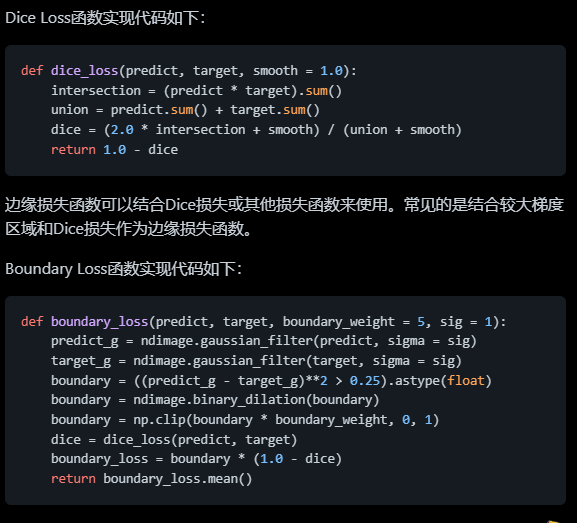 Dice Loss函数实现代码如下：
def dice_loss(predict, target, smooth = 1.0):
    intersection = (predict * target).sum()
    union = predict.sum() + target.sum()
    dice = (2.0 * intersection + smooth) / (union + smooth)
    return 1.0 - dice
边缘损失函数可以结合Dice损失或其他损失函数来使用。常见的是结合较大梯度
区域和Dice损失作为边缘损失函数。
Boundary Loss函数实现代码如下：
def boundary_loss(predict, target, boundary_weight = 5, sig = 1):
    predict_g = ndimage.gaussian_filter(predict, sigma = sig)
    target_g = ndimage.gaussian_filter(target, sigma = sig)
    boundary = ((predict_g - target_g)**2 > 0.25).astype(float)
    boundary = ndimage.binary_dilation(boundary)
    boundary = np.clip(boundary * boundary_weight, 0, 1)
    dice = dice_loss(predict, target)
    boundary_loss = boundary * (1.0 - dice)
    return boundary_loss.mean()